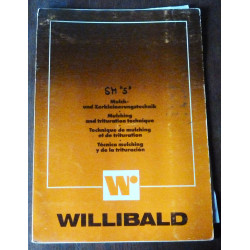 SM "S"
Mulch-
und Zerkleinerungstechnik
Mulching
and trituration technique
Technique de mulching
et de trituration
Técnica mulching
y de la trituración
W
WILLIBALD